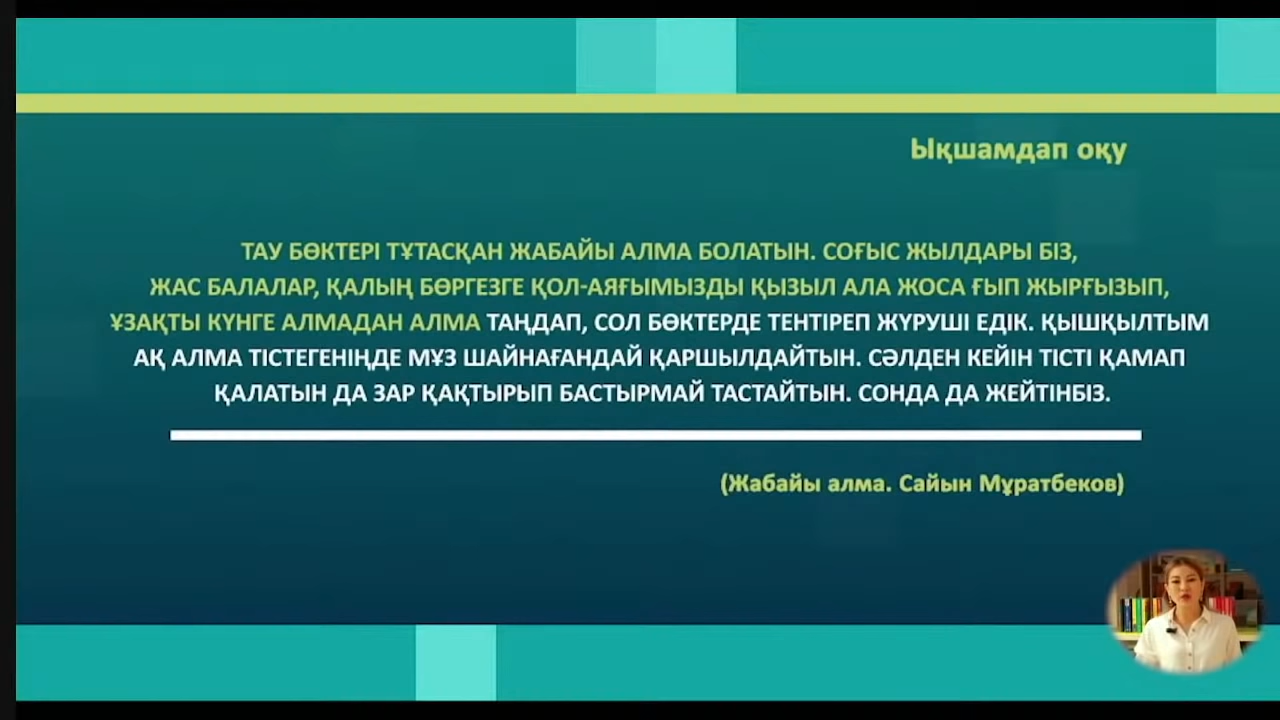 Ықшамдап оқу
ТАУ БӨКТЕРІ ТҰТАСҚАН ЖАБАЙЫ АЛМА БОЛАТЫН. СОҒЫС ЖЫЛДАРЫ БІЗ,
ЖАС БАЛАЛАР, ҚАЛЫҢ БӨРГЕЗГЕ ҚОЛ-АЯҒЫМЫЗДЫ ҚЫЗЫЛ АЛА ЖОСА ҒЫП ЖЫРҒЫЗЫП,
ҰЗАҚТЫ КҮНГЕ АЛМАДАН АЛМА ТАҢДАП, СОЛ БӨКТЕРДЕ ТЕНТІРЕП ЖҮРУШІ ЕДІК. ҚЫШҚЫЛТЫМ
АҚ АЛМА ТІСТЕГЕНІҢДЕ МҰЗ ШАЙНАҒАНДАЙ ҚАРШЫЛДАЙТЫН. СӘЛДЕН КЕЙІН ТІСТІ ҚАМАП
ҚАЛАТЫН ДА ЗАР ҚАҚТЫРЫП БАСТЫРМАЙ ТАСТАЙТЫН. СОНДА ДА ЖЕЙТІНБІЗ.
(Жабайы алма. Сайын Мұратбеков)